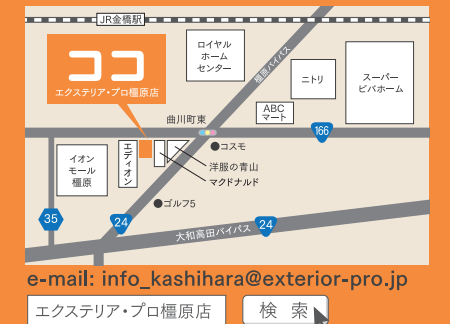 JR金橋駅
ロイヤル
ホーム
センター
橿原バイパス
ニトリ
スーパー
ビバホーム
ココ
エクステリア・プロ橿原店
ABC
マート
曲川町東
166
コスモ
イオン
モール
橿原
エディオン
洋服の青山
マクドナルド
ゴルフ5
35
24
大和高田バイパス
24
e-mail: info_kashihara@exterior-pro.jp
エクステリア・プロ橿原店
検 索